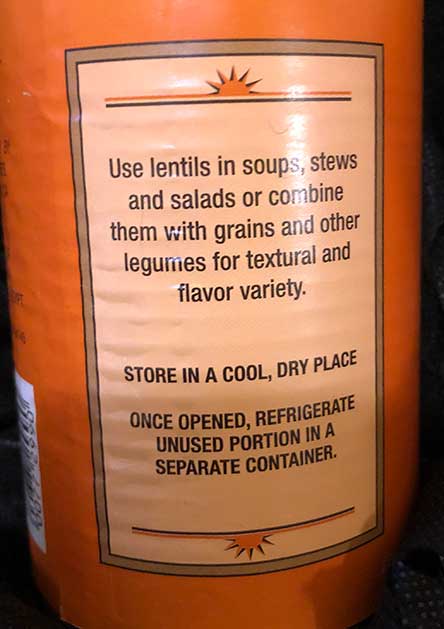 Use lentils in soups, stews
and salads or combine
them with grains and other
legumes for textural and
flavor variety.
STORE IN A COOL, DRY PLACE
ONCE OPENED, REFRIGERATE
UNUSED PORTION IN A
SEPARATE CONTAINER.